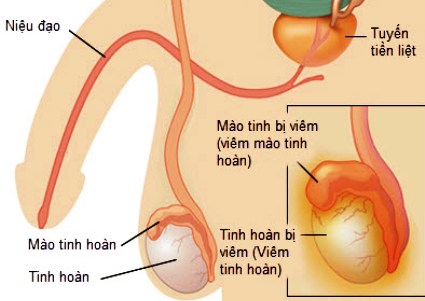 Niệu đạo
Tuyến
tiền liệt
Mào tinh bị viêm
(viêm mào tinh
hoàn)
Mào tinh hoàn
Tinh hoàn
Tinh hoàn bị
viêm (Viêm
tinh hoàn)